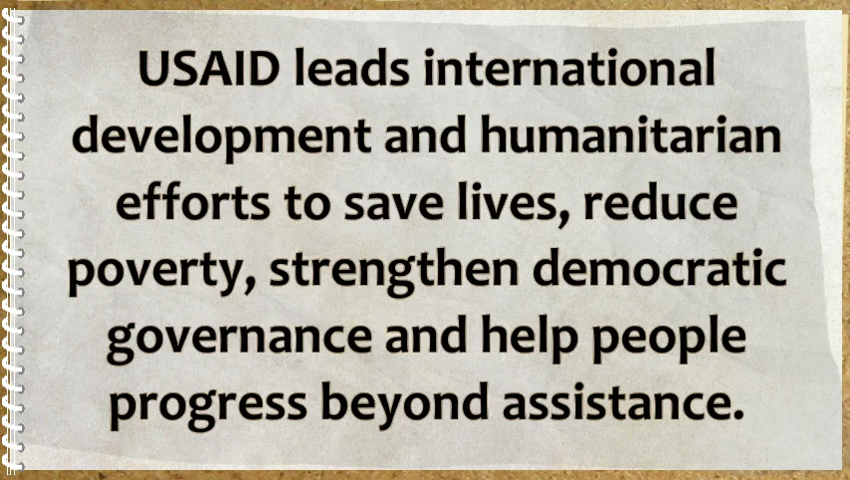 USAID leads international
development and humanitarian
efforts to save lives, reduce
poverty, strengthen democratic
governance and help people
progress beyond assistance.